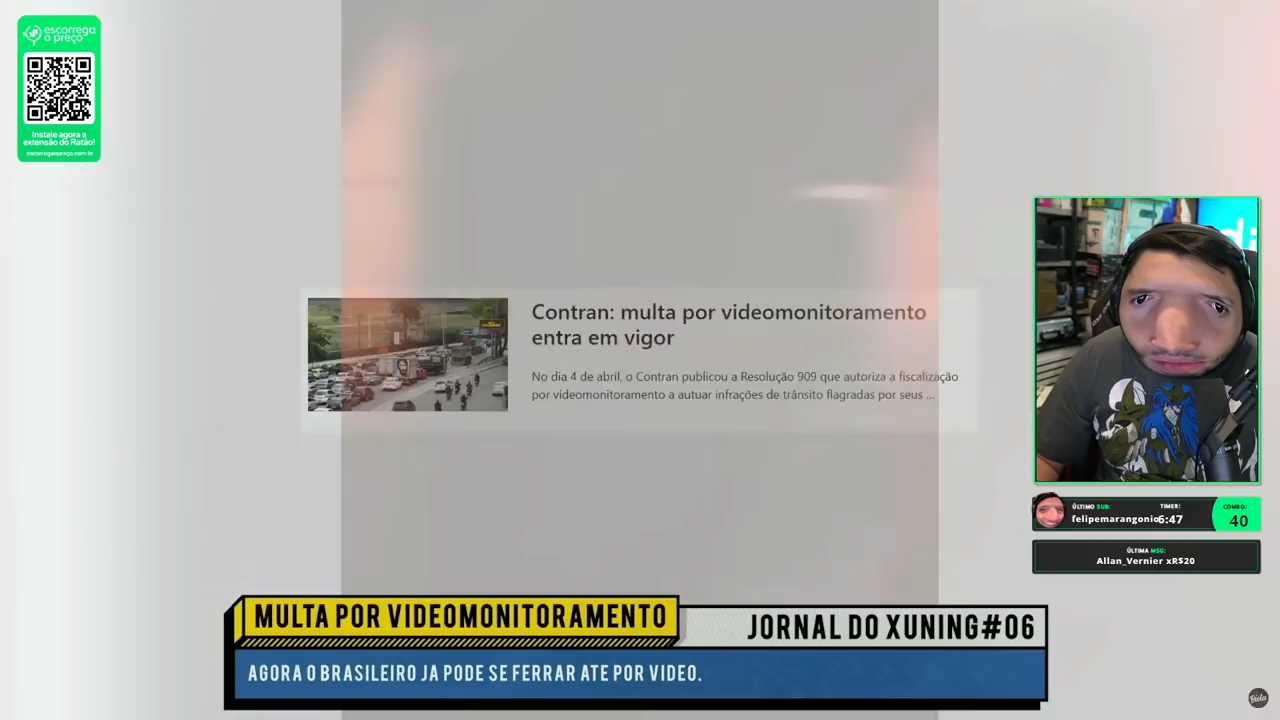 escorrega
o preço
Instale agora a
extensão do Ratão!
escorregaopreço.com.br
Contran: multa por videomonitoramento
entra em vigor
No dia 4 de abril, o Contran publicou a Resolução 909 que autoriza a fiscalização
por videomonitoramento a autuar infrações de trânsito flagradas por seus ...
ÚLTIMO SUB:
felipemarangonio
TIMER:
6:47
COMBO:
40
ÚLTIMA MSG:
Allan_Vernier xR$20
MULTA POR VIDEOMONITORAMENTO
JORNAL DO XUNING#06
AGORA O BRASILEIRO JA PODE SE FERRAR ATE POR VIDEO.